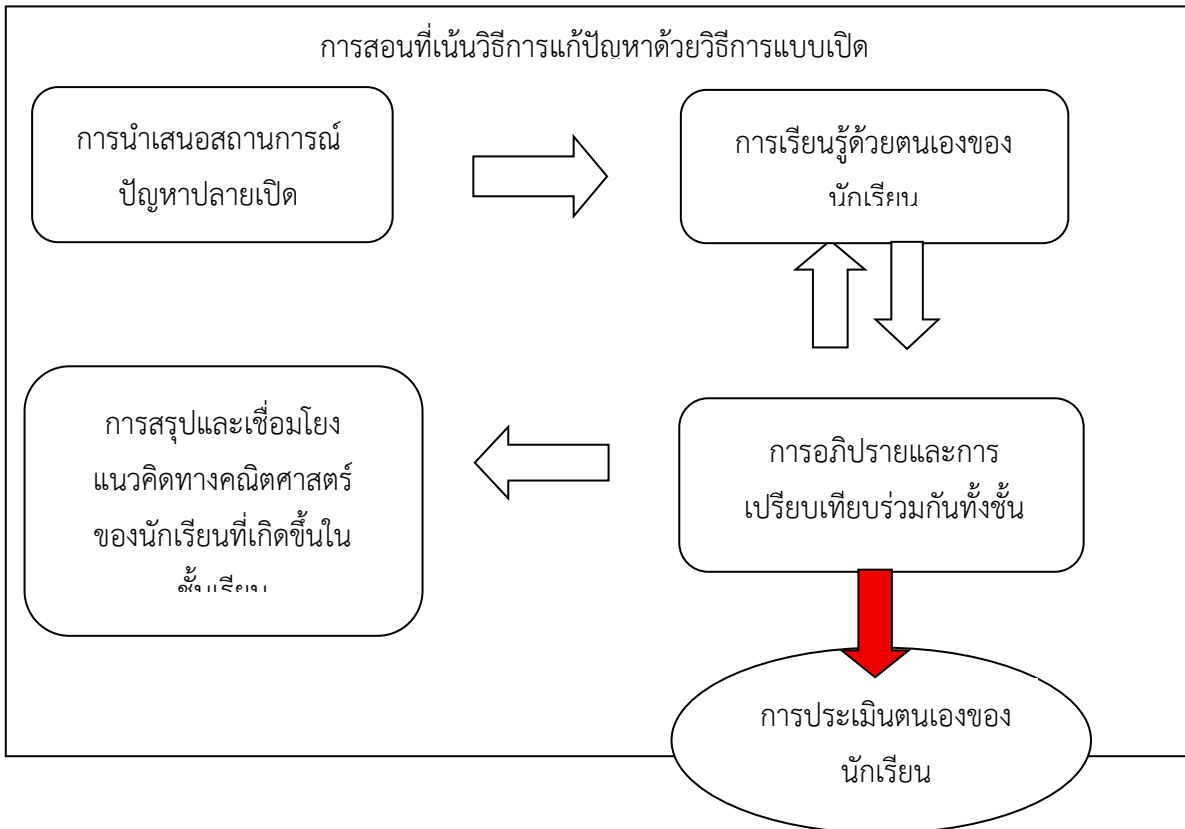 การสอนที่เน้นวิธีการแก้ปัญหาด้วยวิธีการแบบเปิด
การนำเสนอสถานการณ์
ปัญหาปลายเปิด
การเรียนรู้ด้วยตนเองของ
นักเรียน
การอภิปรายและการ
เปรียบเทียบร่วมกันทั้งชั้น
การสรุปและเชื่อมโยง
แนวคิดทางคณิตศาสตร์
ของนักเรียนที่เกิดขึ้นใน
ชั้นเรียน
การประเมินตนเองของ
นักเรียน